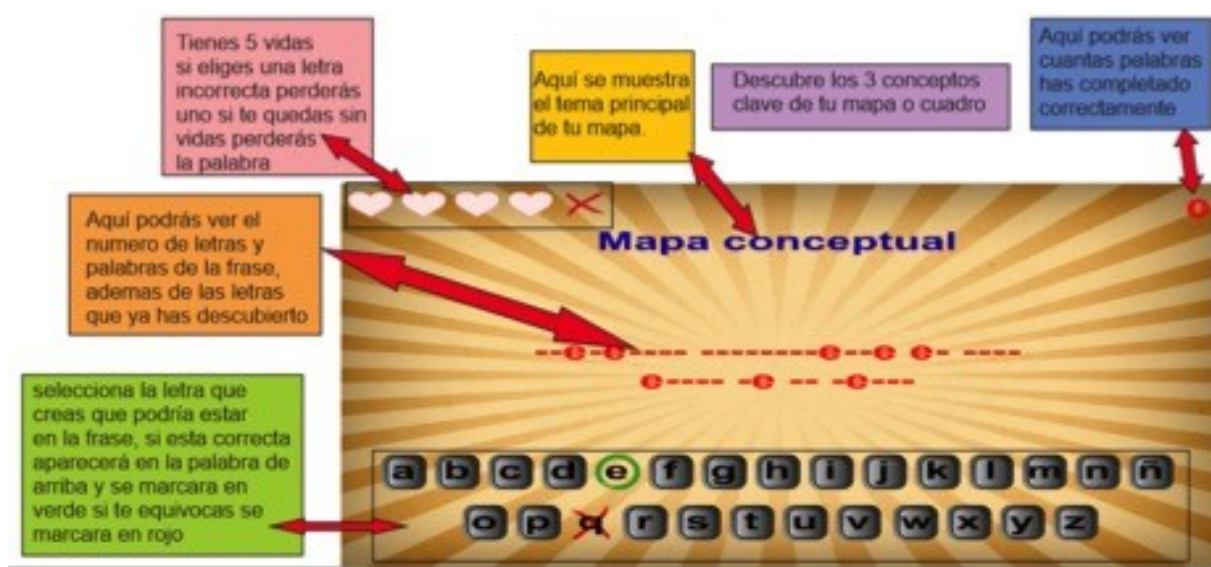 Tienes 5 vidas
si eliges una letra
incorrecta perderás
uno si te quedas sin
vidas perderás
la palabra
Aquí se muestra
el tema principal
de tu mapa.
Descubre los 3 conceptos
clave de tu mapa o cuadro
Aquí podrás ver
cuantas palabras
has completado
correctamente
Aquí podrás ver el
numero de letras y
palabras de la frase,
ademas de las letras
que ya has descubierto
Mapa conceptual
--e-e---- --------e--e e- ----
e---- -e -- -e---
selecciona la letra que
creas que podría estar
en la frase, si esta correcta
aparecerá en la palabra de
arriba y se marcara en
verde si te equivocas se
marcara en rojo
a b c d e f g h i j k l m n ñ
o p q r s t u v w x y z